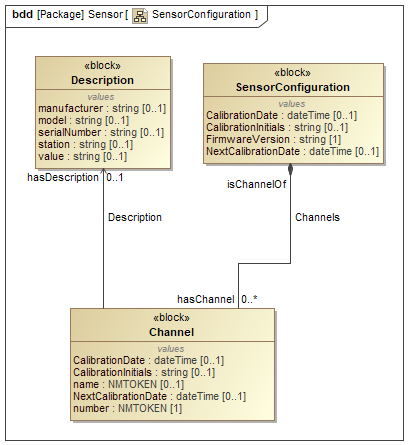 bdd [Package] Sensor [ SensorConfiguration ]
«block»
Description
values
manufacturer : string [0..1]
model : string [0..1]
serialNumber : string [0..1]
station : string [0..1]
value : string [0..1]
«block»
SensorConfiguration
values
CalibrationDate : dateTime [0..1]
CalibrationInitials : string [0..1]
FirmwareVersion : string [1]
NextCalibrationDate : dateTime [0..1]
hasDescription 0..1
isChannelOf
Description
Channels
hasChannel 0..*
«block»
Channel
values
CalibrationDate : dateTime [0..1]
CalibrationInitials : string [0..1]
name : NMTOKEN [0..1]
NextCalibrationDate : dateTime [0..1]
number : NMTOKEN [1]